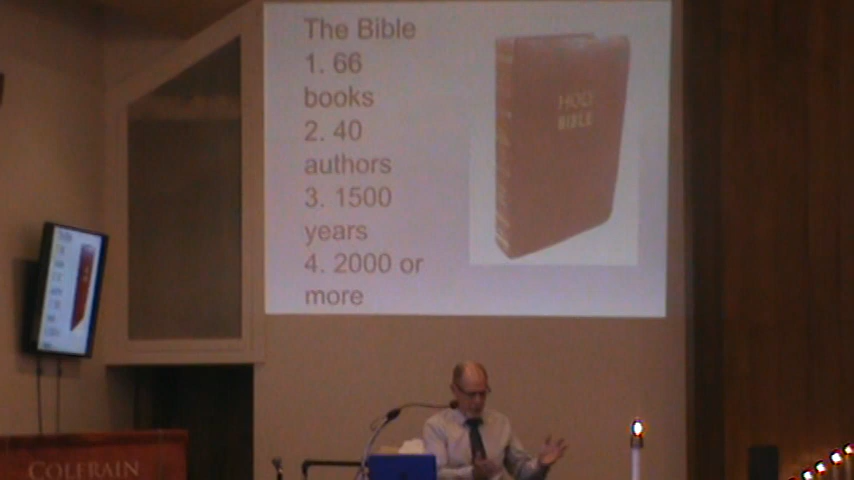 The Bible
1. 66
books
2. 40
authors
3. 1500
years
4. 2000 or
more
HOLY
BIBLE
COLERAIN